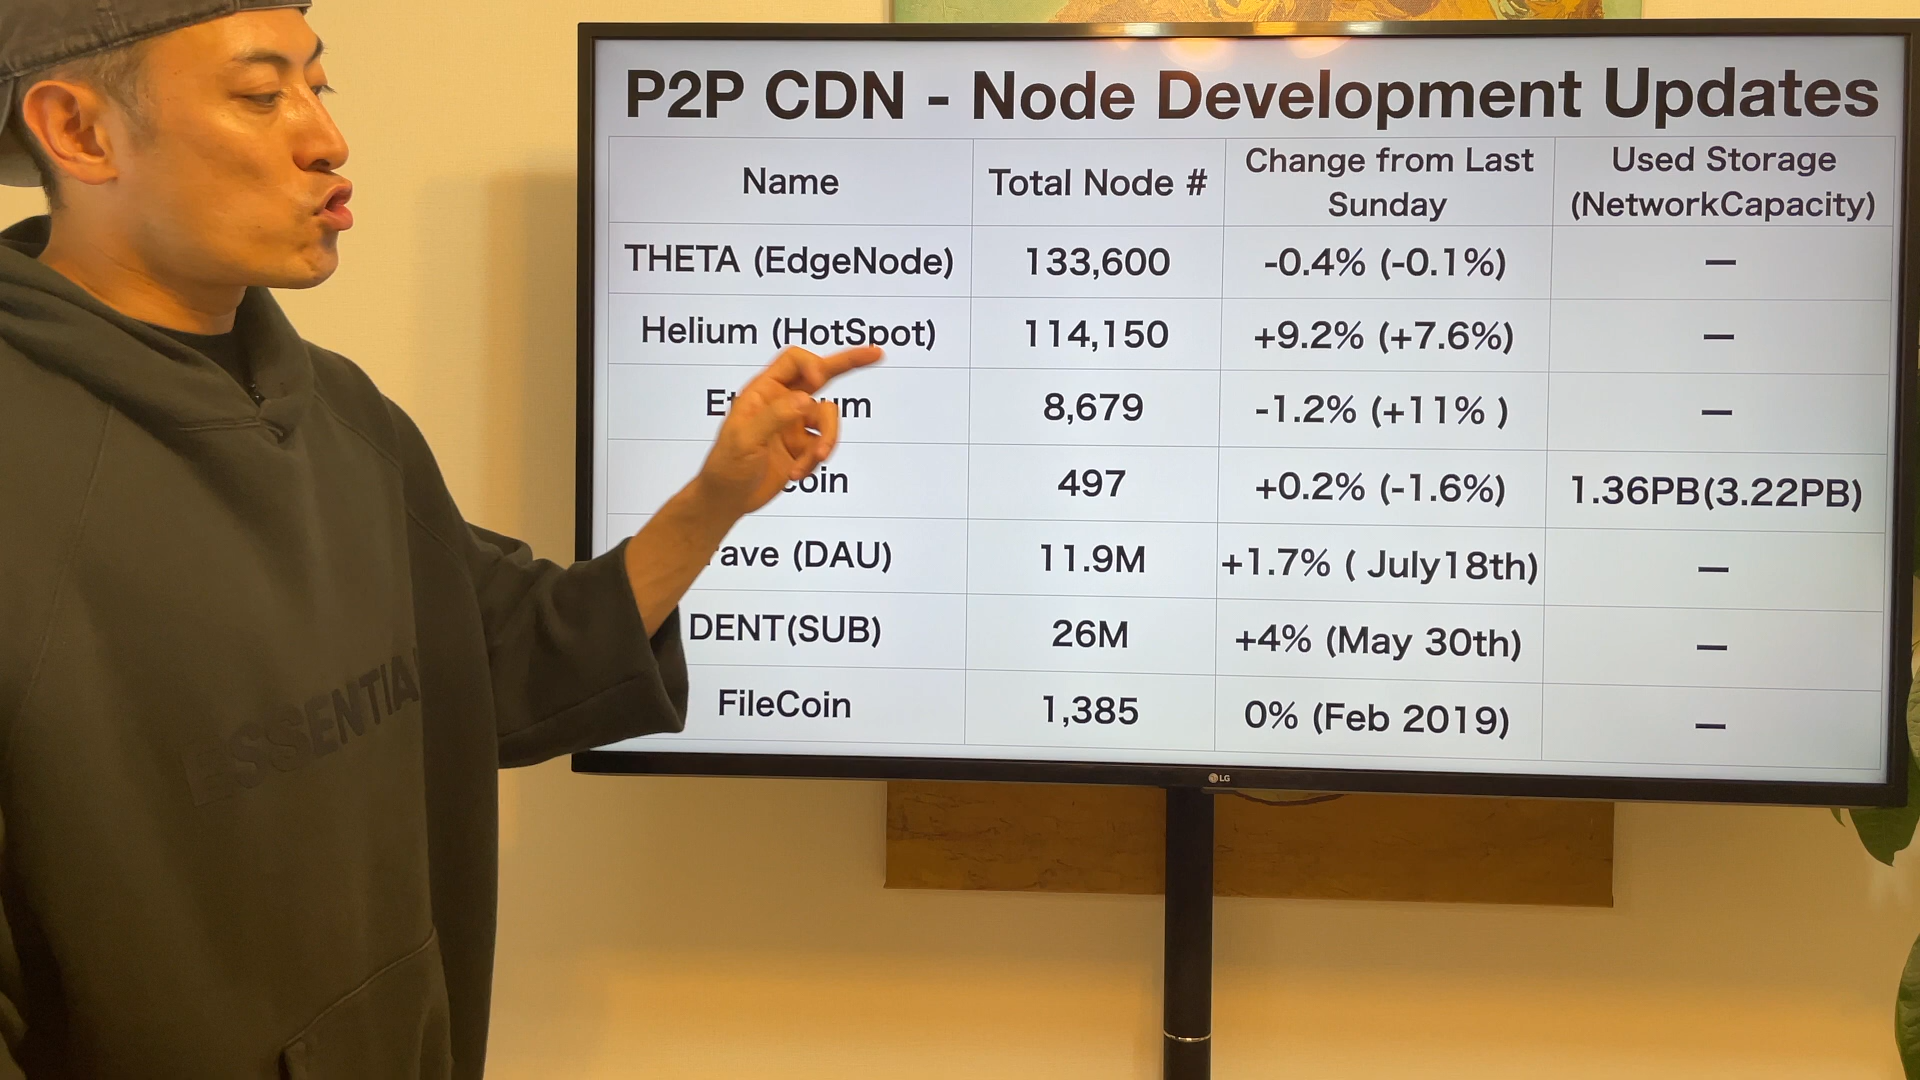 P2P CDN - Node Development Updates
Name Total Node # Change from Last Sunday Used Storage (NetworkCapacity)
THETA (EdgeNode) 133,600 -0.4% (-0.1%) —
Helium (HotSpot) 114,150 +9.2% (+7.6%) —
8,679 -1.2% (+11% ) —
497 +0.2% (-1.6%) 1.36PB(3.22PB)
(DAU) 11.9M +1.7% ( July18th) —
DENT(SUB) 26M +4% (May 30th) —
FileCoin 1,385 0% (Feb 2019) —
LG
ESSENTIA